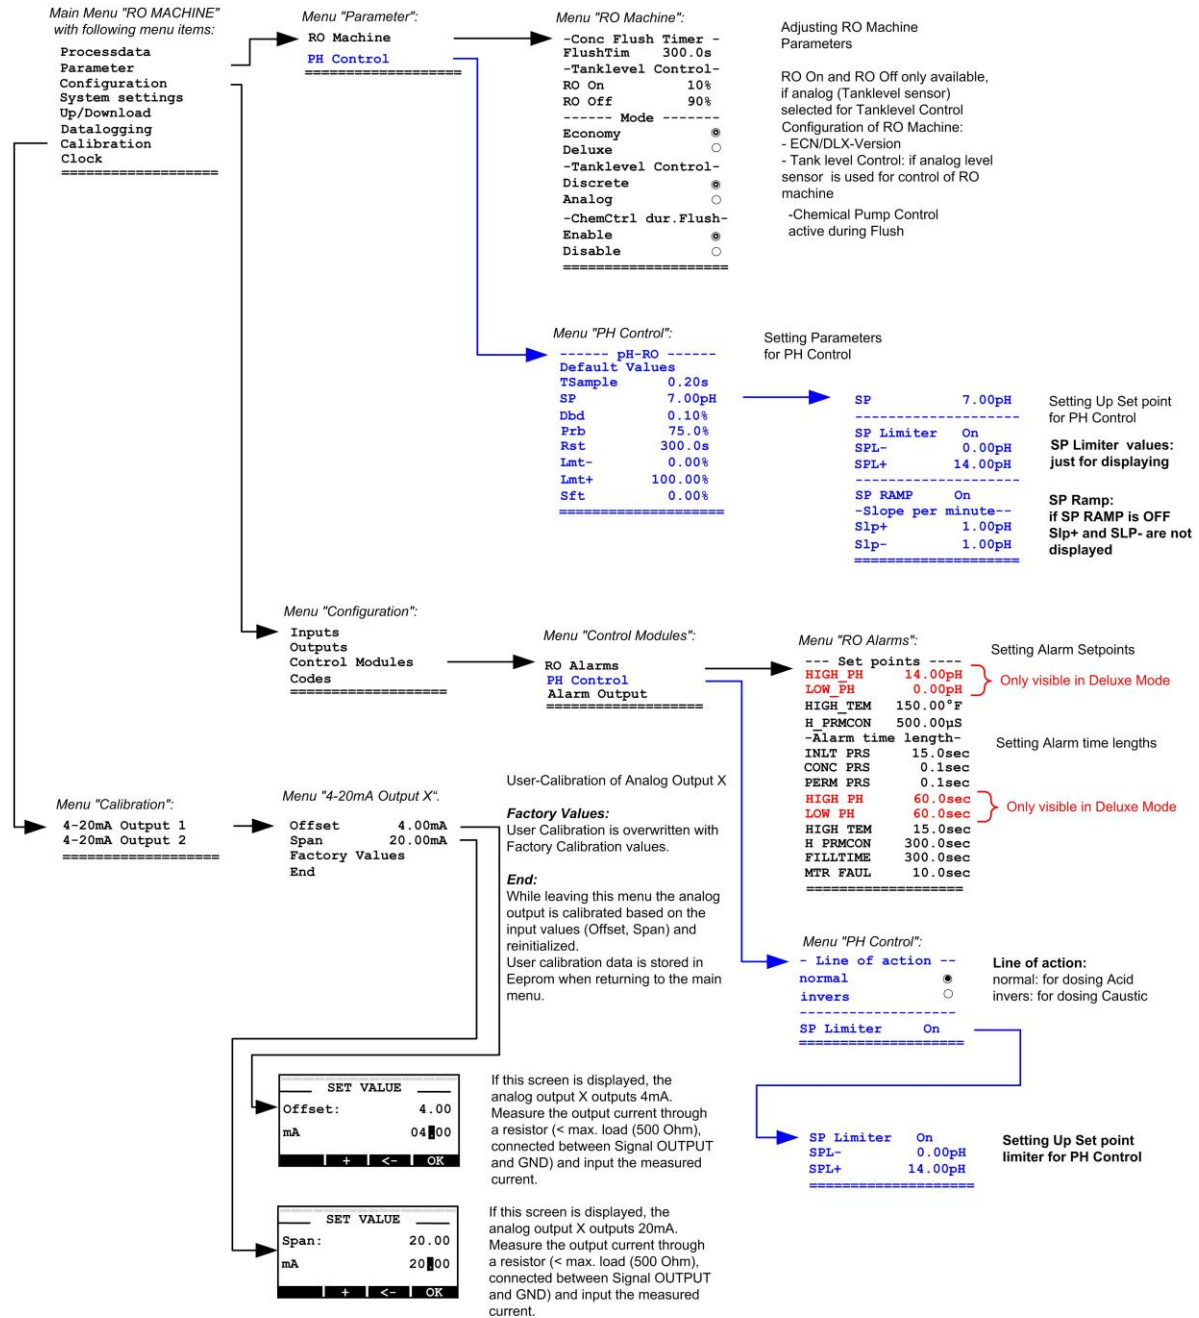 Main Menu "RO MACHINE"
with following menu items:
Processdata
Parameter
Configuration
System settings
Up/Download
Datalogging
Calibration
Clock
===================
Menu "Parameter":
RO Machine
PH Control
===================
Menu "RO Machine":
-Conc Flush Timer -
FlushTim 300.0s
-Tanklevel Control-
RO On 10%
RO Off 90%
------ Mode -------
Economy
Deluxe
-Tanklevel Control-
Discrete
Analog
-ChemCtrl dur.Flush-
Enable
Disable
====================
Adjusting RO Machine
Parameters
RO On and RO Off only available,
if analog (Tanklevel sensor)
selected for Tanklevel Control
Configuration of RO Machine:
- ECN/DLX-Version
- Tank level Control: if analog level
sensor is used for control of RO
machine
-Chemical Pump Control
active during Flush
Menu "PH Control":
------ pH-RO ------
Default Values
TSample 0.20s
SP 7.00pH
Dbd 0.10%
Prb 75.0%
Rst 300.0s
Lmt- 0.00%
Lmt+ 100.00%
Sft 0.00%
====================
Setting Parameters
for PH Control
SP 7.00pH
--------------------
SP Limiter On
SPL- 0.00pH
SPL+ 14.00pH
--------------------
SP RAMP On
-Slope per minute--
Slp+ 1.00pH
Slp- 1.00pH
====================
Setting Up Set point
for PH Control
SP Limiter values:
just for displaying
SP Ramp:
if SP RAMP is OFF
Slp+ and SLP- are not
displayed
Menu "Configuration":
Inputs
Outputs
Control Modules
Codes
===================
Menu "Control Modules":
RO Alarms
PH Control
Alarm Output
===================
Menu "RO Alarms":
--- Set points ----
HIGH_PH 14.00pH
LOW_PH 0.00pH
HIGH_TEM 150.00°F
H_PRMCON 500.00µS
-Alarm time length-
INLT PRS 15.0sec
CONC PRS 0.1sec
PERM PRS 0.1sec
HIGH PH 60.0sec
LOW PH 60.0sec
HIGH TEM 15.0sec
H PRMCON 300.0sec
FILLTIME 300.0sec
MTR FAUL 10.0sec
===================
Setting Alarm Setpoints
Only visible in Deluxe Mode
Setting Alarm time lengths
Only visible in Deluxe Mode
Menu "Calibration":
4-20mA Output 1
4-20mA Output 2
===================
Menu "4-20mA Output X“.
Offset 4.00mA
Span 20.00mA
Factory Values
End
User-Calibration of Analog Output X
Factory Values:
User Calibration is overwritten with
Factory Calibration values.
End:
While leaving this menu the analog
output is calibrated based on the
input values (Offset, Span) and
reinitialized.
User calibration data is stored in
Eeprom when returning to the main
menu.
Menu "PH Control":
- Line of action --
normal
invers
-------------------
SP Limiter On
====================
Line of action:
normal: for dosing Acid
invers: for dosing Caustic
SP Limiter On
SPL- 0.00pH
SPL+ 14.00pH
====================
Setting Up Set point
limiter for PH Control
SET VALUE
Offset: 4.00
mA 04.00
+ <- OK
If this screen is displayed, the
analog output X outputs 4mA.
Measure the output current through
a resistor (< max. load (500 Ohm),
connected between Signal OUTPUT
and GND) and input the measured
current.
SET VALUE
Span: 20.00
mA 20.00
+ <- OK
If this screen is displayed, the
analog output X outputs 20mA.
Measure the output current through
a resistor (< max. load (500 Ohm),
connected between Signal OUTPUT
and GND) and input the measured
current.